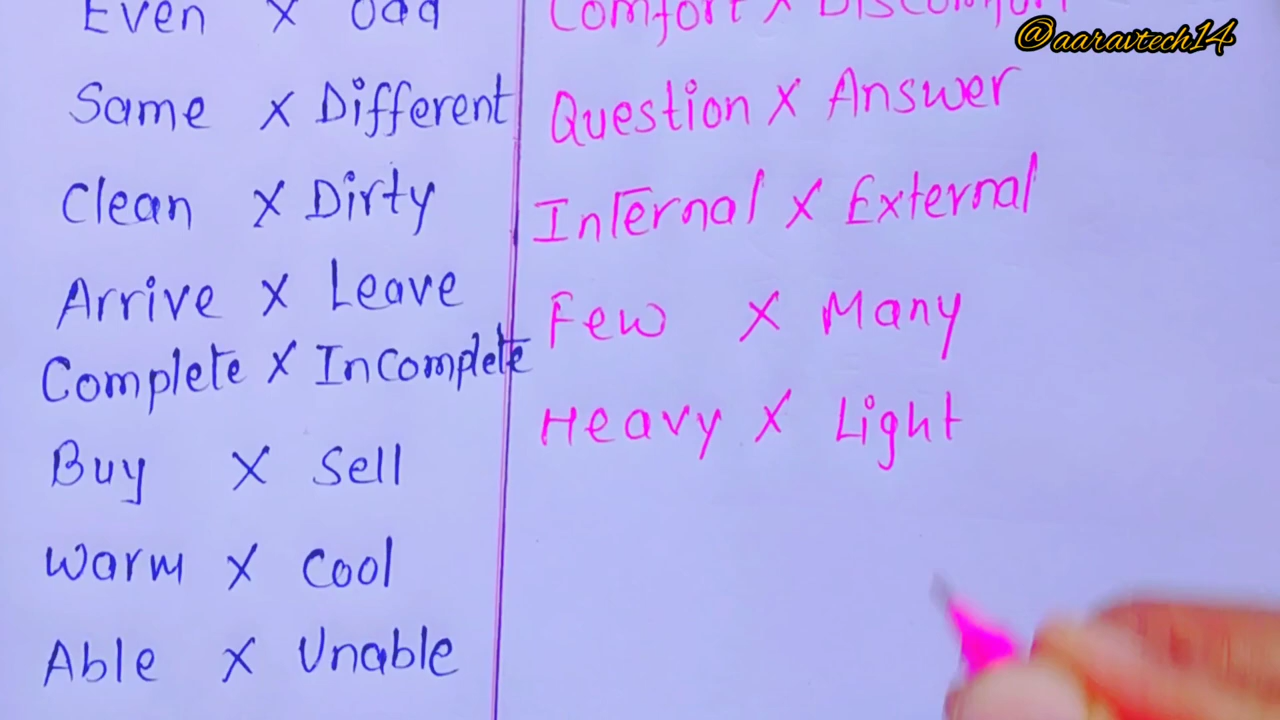 Even X Odd
Same X Different
Clean X Dirty
Arrive X Leave
Complete X Incomplete
Buy X Sell
Warm X Cool
Able X Unable
Comfort X Discomfort
@aaravtech14
Question X Answer
Internal X External
Few X Many
Heavy X Light